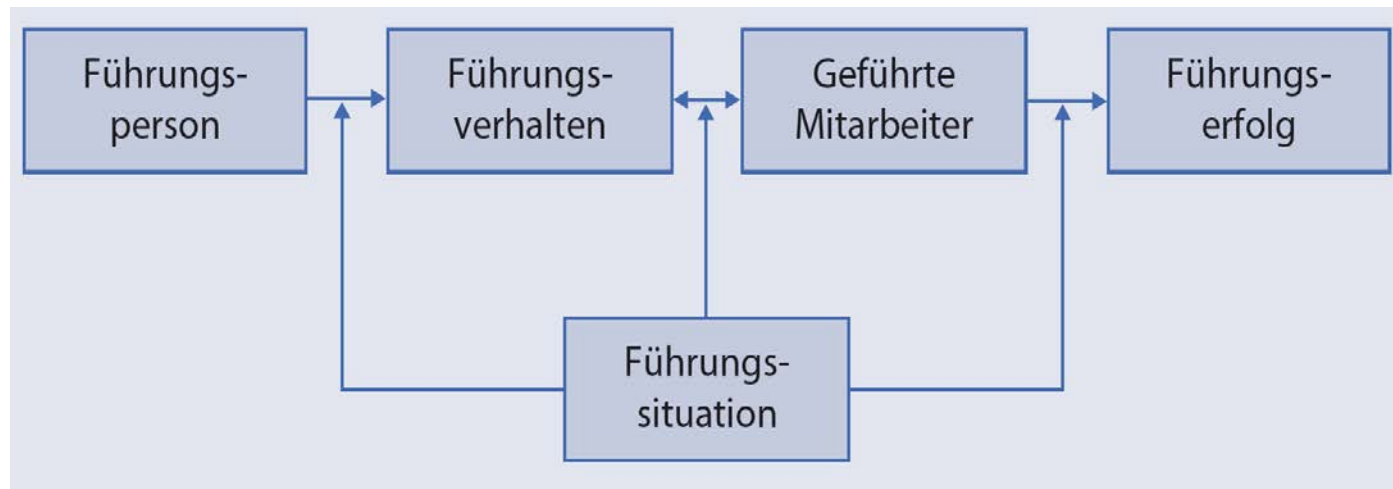 Führungs-
person
Führungs-
verhalten
Geführte
Mitarbeiter
Führungs-
erfolg
Führungs-
situation